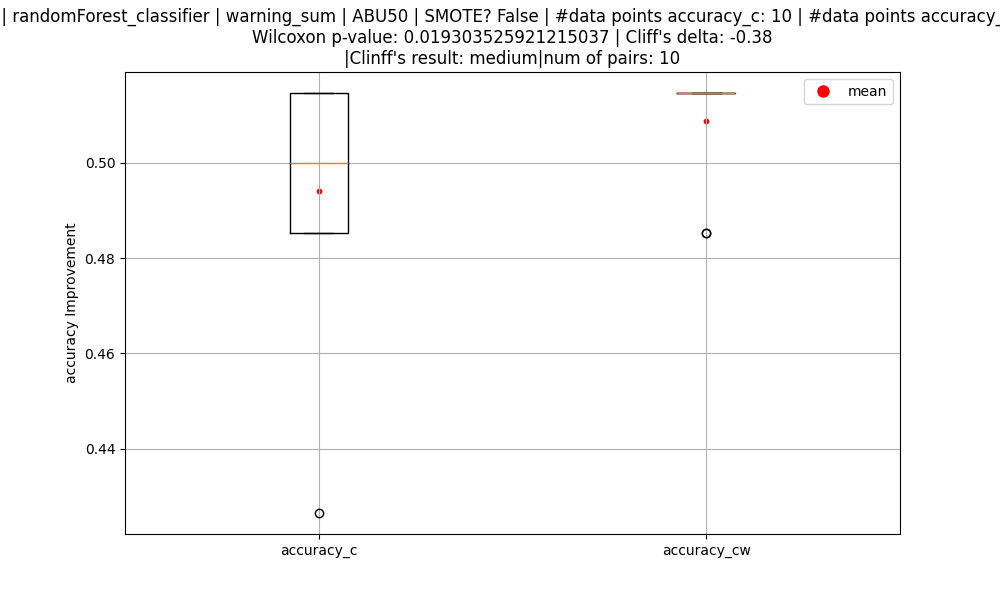 | randomForest_classifier | warning_sum | ABU50 | SMOTE? False | #data points accuracy_c: 10 | #data points accuracy_
Wilcoxon p-value: 0.019303525921215037 | Cliff's delta: -0.38
|Clinff's result: medium|num of pairs: 10
mean
0.50
0.48
0.46
0.44
accuracy Improvement
accuracy_c
accuracy_cw